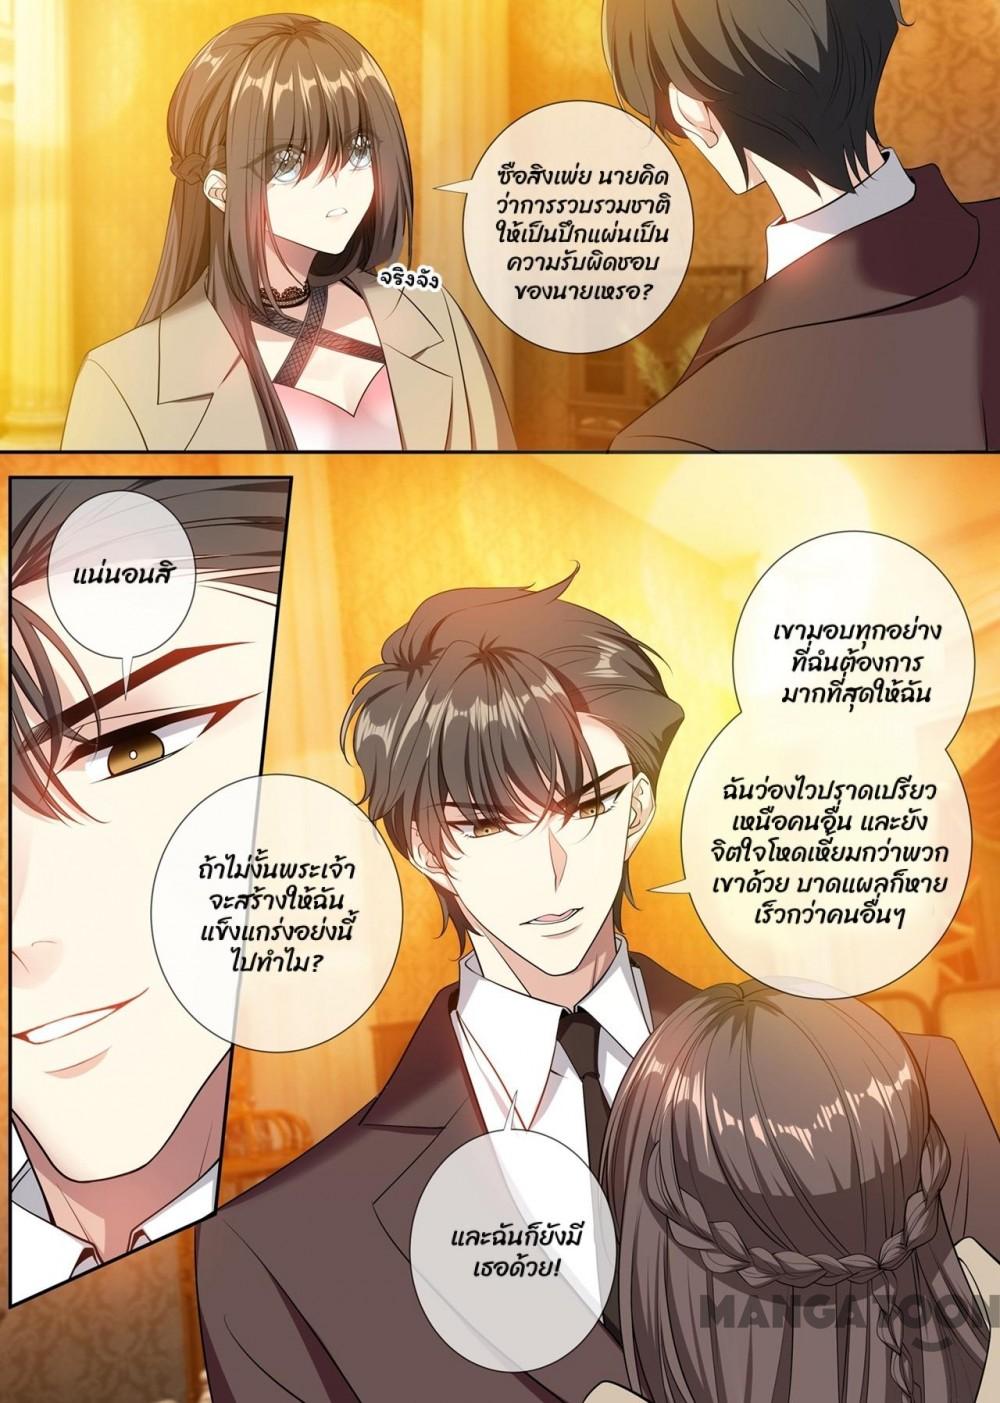 ซือสิงเพ่ย นายคิด
ว่าการรวบรวมชาติ
ให้เป็นปึกแผ่นเป็น
ความรับผิดชอบ
ของนายเหรอ?
จริงจัง
แน่นอนสิ
ถ้าไม่งั้นพระเจ้า
จะสร้างให้ฉัน
แข็งแกร่งอย่งนี้
ไปทำไม?
เขามอบทุกอย่าง
ที่ฉันต้องการ
มากที่สุดให้ฉัน
ฉันว่องไวปราดเปรียว
เหนือคนอื่น และยัง
จิตใจโหดเหี้ยมกว่าพวก
เขาด้วย บาดแผลก็หาย
เร็วกว่าคนอื่นๆ
และฉันก็ยังมี
เธอด้วย!
MANGATOON